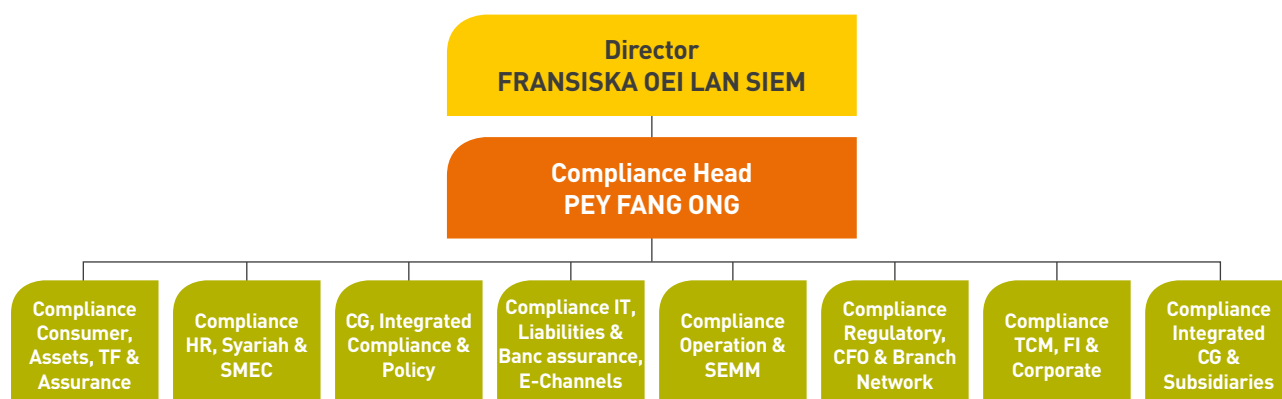 Director
FRANSISKA OEI LAN SIEM
Compliance Head
PEY FANG ONG
Compliance
Consumer,
Assets, TF &
Assurance
Compliance
HR, Syariah &
SMEC
CG, Integrated
Compliance &
Policy
Compliance IT,
Liabilities &
Banc assurance,
E-Channels
Compliance
Operation &
SEMM
Compliance
Regulatory,
CFO & Branch
Network
Compliance
TCM, FI &
Corporate
Compliance
Integrated
CG &
Subsidiaries